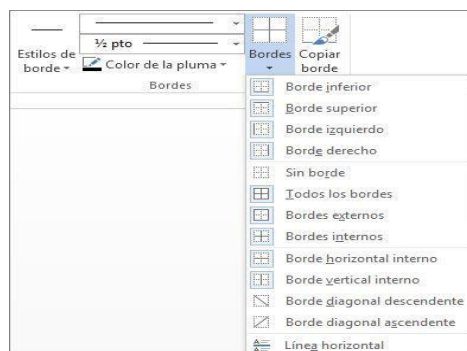 ½ pto
Estilos de borde
Color de la pluma
Bordes
Copiar borde
Bordes
Borde inferior
Borde superior
Borde izquierdo
Borde derecho
Sin borde
Todos los bordes
Bordes externos
Bordes internos
Borde horizontal interno
Borde vertical interno
Borde diagonal descendente
Borde diagonal ascendente
Línea horizontal